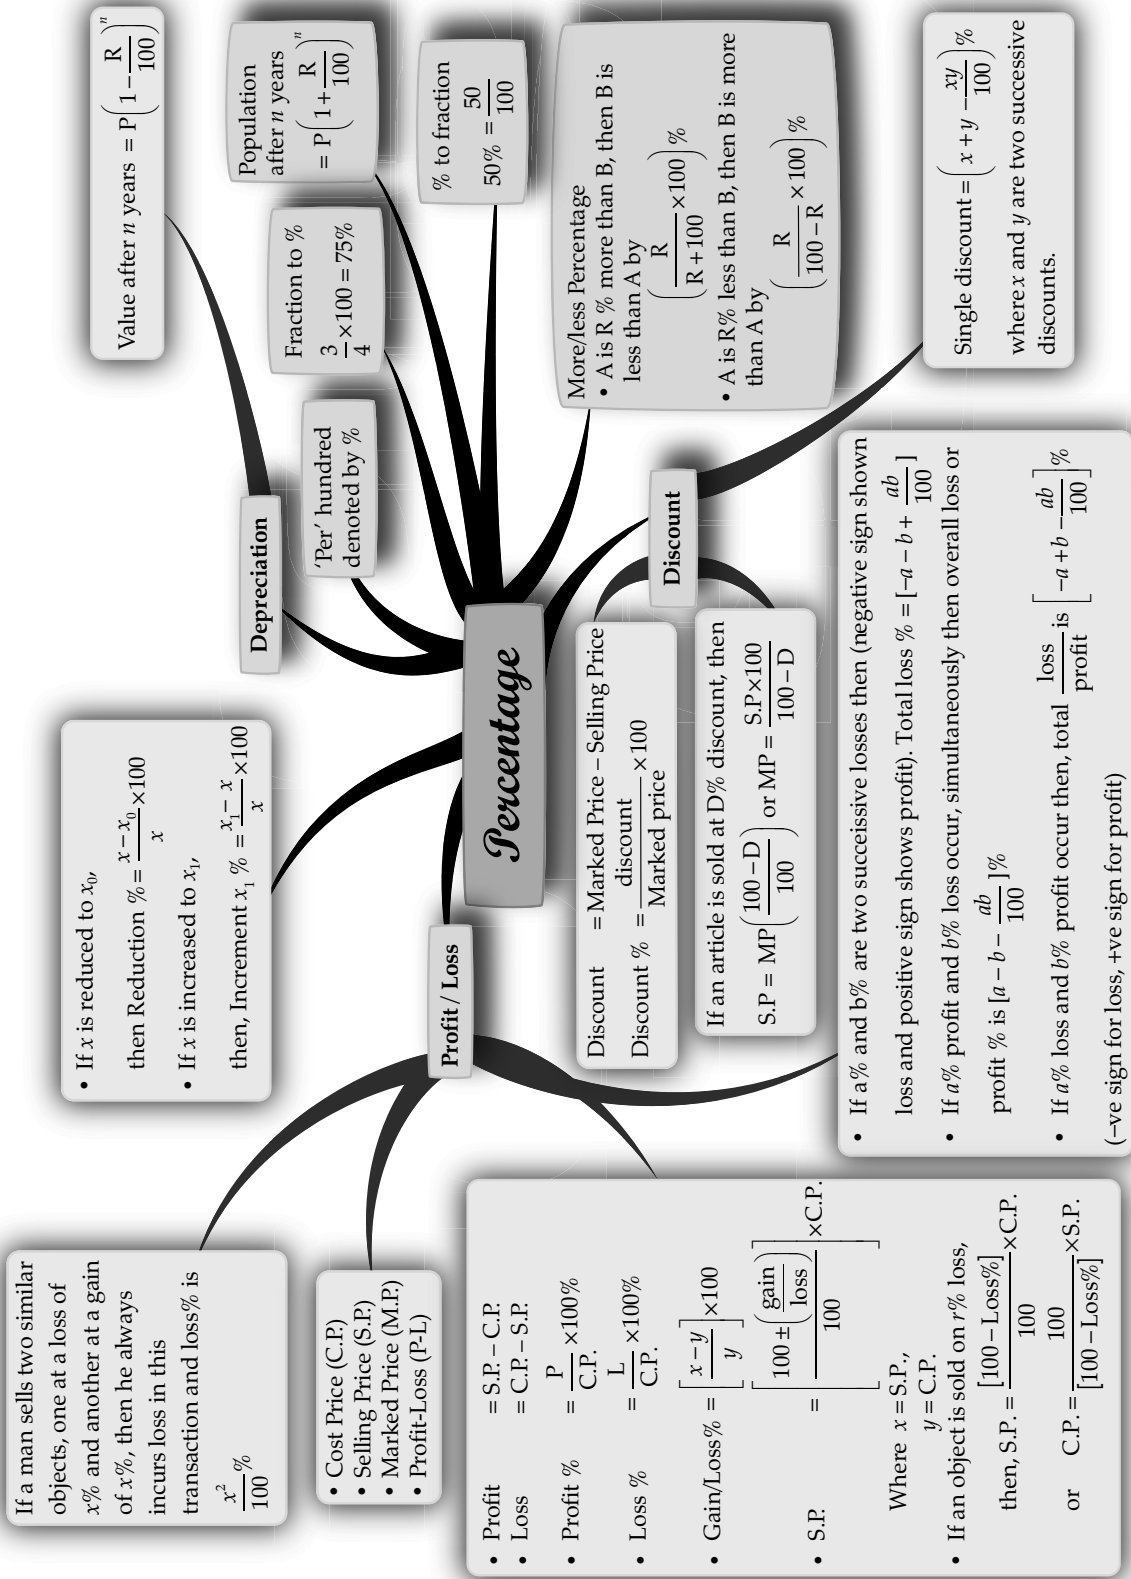 Percentage
Profit / Loss
If a man sells two similar
objects, one at a loss of
x% and another at a gain
of x%, then he always
incurs loss in this
transaction and loss% is
x²/100 %
• Cost Price (C.P.)
• Selling Price (S.P.)
• Marked Price (M.P.)
• Profit-Loss (P-L)
• Profit = S.P. – C.P.
• Loss = C.P. – S.P.
• Profit % = P/C.P. ×100%
• Loss % = L/C.P. ×100%
• Gain/Loss% = [(x – y)/y] ×100
• S.P. = [(100 ± (gain/loss))/100] ×C.P.
Where x = S.P.,
y = C.P.
• If an object is sold on r% loss,
then, S.P. = [100 – Loss%]/100 ×C.P.
or C.P. = 100/[100 – Loss%] ×S.P.
• If a% and b% are two succeissive losses then (negative sign shown
loss and positive sign shows profit). Total loss % = [–a – b + ab/100]
• If a% profit and b% loss occur, simultaneously then overall loss or
profit % is [a – b – ab/100 ]%
• If a% loss and b% profit occur then, total loss/profit is [–a + b – ab/100]%
(–ve sign for loss, +ve sign for profit)
• If x is reduced to x₀,
then Reduction % = (x – x₀)/x ×100
• If x is increased to x₁,
then, Increment x₁ % = (x₁– x)/x ×100
Depreciation
Value after n years = P(1 – R/100)ⁿ
'Per' hundred
denoted by %
Fraction to %
3/4 ×100 = 75%
Population
after n years
= P(1+ R/100)ⁿ
% to fraction
50% = 50/100
More/less Percentage
• A is R % more than B, then B is
less than A by
(R/(R + 100) ×100)%
• A is R% less than B, then B is more
than A by
(R/(100 – R) ×100)%
Discount
Discount = Marked Price – Selling Price
Discount % = discount/Marked price ×100
If an article is sold at D% discount, then
S.P = MP((100 – D)/100) or MP = S.P×100/(100 – D)
Single discount = (x + y – xy/100)%
where x and y are two successive
discounts.